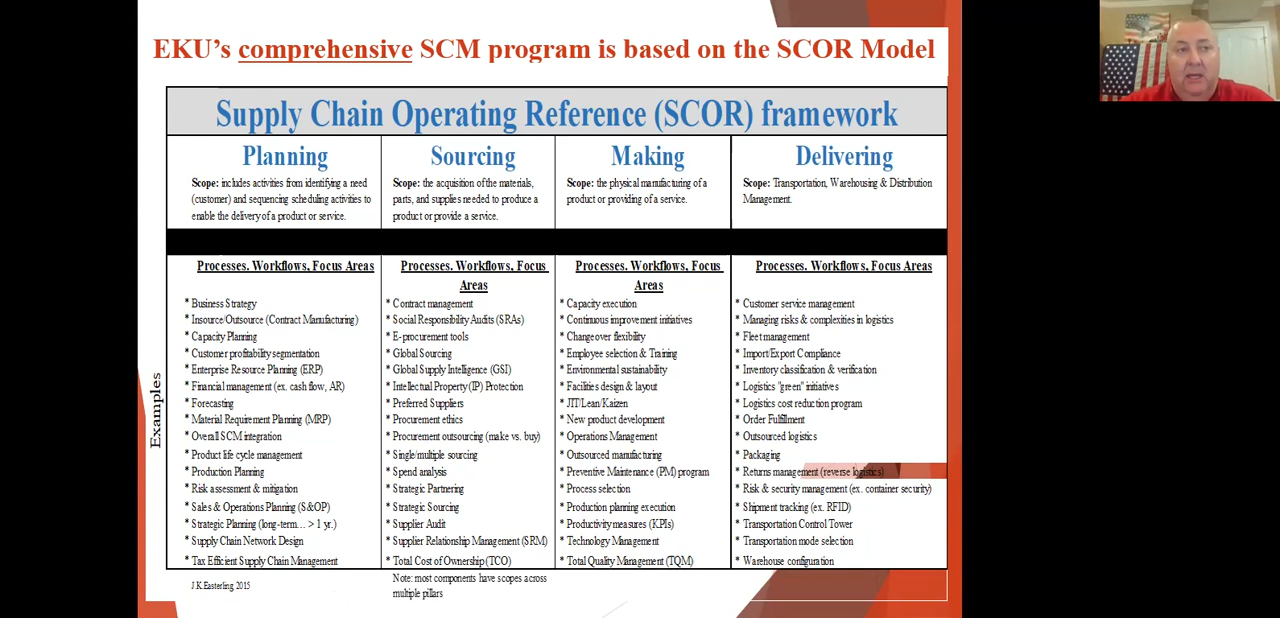 EKU's comprehensive SCM program is based on the SCOR Model
Supply Chain Operating Reference (SCOR) framework
Planning
Scope: includes activities from identifying a need
(customer) and sequencing scheduling activities to
enable the delivery of a product or service.
Sourcing
Scope: the acquisition of the materials,
parts, and supplies needed to produce a
product or provide a service.
Making
Scope: the physical manufacturing of a
product or providing of a service.
Delivering
Scope: Transportation, Warehousing & Distribution
Management.
Examples
Processes. Workflows, Focus Areas
* Business Strategy
* Insource/Outsource (Contract Manufacturing)
* Capacity Planning
* Customer profitability segmentation
* Enterprise Resource Planning (ERP)
* Financial management (ex. cash flow, AR)
* Forecasting
* Material Requirement Planning (MRP)
* Overall SCM integration
* Product life cycle management
* Production Planning
* Risk assessment & mitigation
* Sales & Operations Planning (S&OP)
* Strategic Planning (long-term... > 1 yr.)
* Supply Chain Network Design
* Tax Efficient Supply Chain Management
Processes. Workflows, Focus
Areas
* Contract management
* Social Responsibility Audits (SRAs)
* E-procurement tools
* Global Sourcing
* Global Supply Intelligence (GSI)
* Intellectual Property (IP) Protection
* Preferred Suppliers
* Procurement ethics
* Procurement outsourcing (make vs. buy)
* Single/multiple sourcing
* Spend analysis
* Strategic Partnering
* Strategic Sourcing
* Supplier Audit
* Supplier Relationship Management (SRM)
* Total Cost of Ownership (TCO)
Processes. Workflows, Focus
Areas
* Capacity execution
* Continuous improvement initiatives
* Changeover flexibility
* Employee selection & Training
* Environmental sustainability
* Facilities design & layout
* JIT/Lean/Kaizen
* New product development
* Operations Management
* Outsourced manufacturing
* Preventive Maintenance (PM) program
* Process selection
* Production planning execution
* Productivity measures (KPIs)
* Technology Management
* Total Quality Management (TQM)
Processes. Workflows, Focus Areas
* Customer service management
* Managing risks & complexities in logistics
* Fleet management
* Import/Export Compliance
* Inventory classification & verification
* Logistics "green" initiatives
* Logistics cost reduction program
* Order Fulfillment
* Outsourced logistics
* Packaging
* Returns management (reverse logistics)
* Risk & security management (ex. container security)
* Shipment tracking (ex. RFID)
* Transportation Control Tower
* Transportation mode selection
* Warehouse configuration
J.K.Easterling, 2015
Note: most components have scopes across
multiple pillars